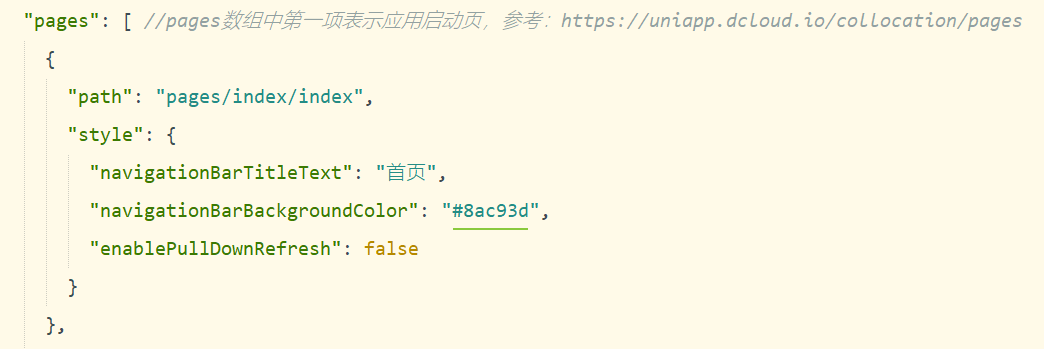 "pages": [ //pages数组中第一项表示应用启动页，参考：https://uniapp.dcloud.io/collocation/pages
{
"path": "pages/index/index",
"style": {
"navigationBarTitleText": "首页",
"navigationBarBackgroundColor": "#8ac93d",
"enablePullDownRefresh": false
}
},